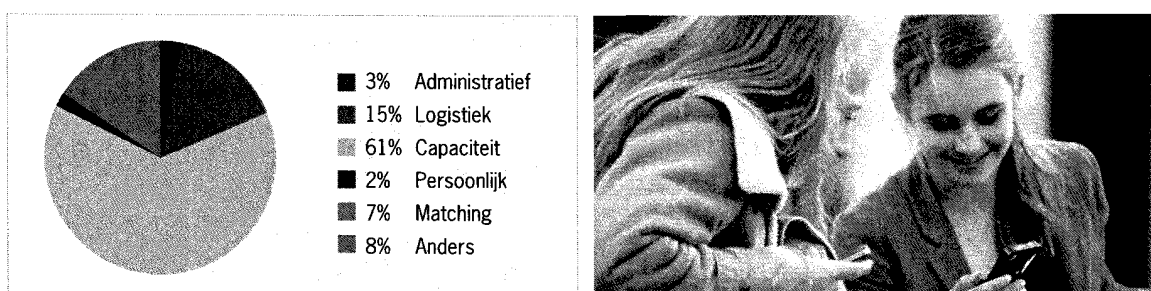 3% Administratief
15% Logistiek
61% Capaciteit
2% Persoonlijk
7% Matching
8% Anders